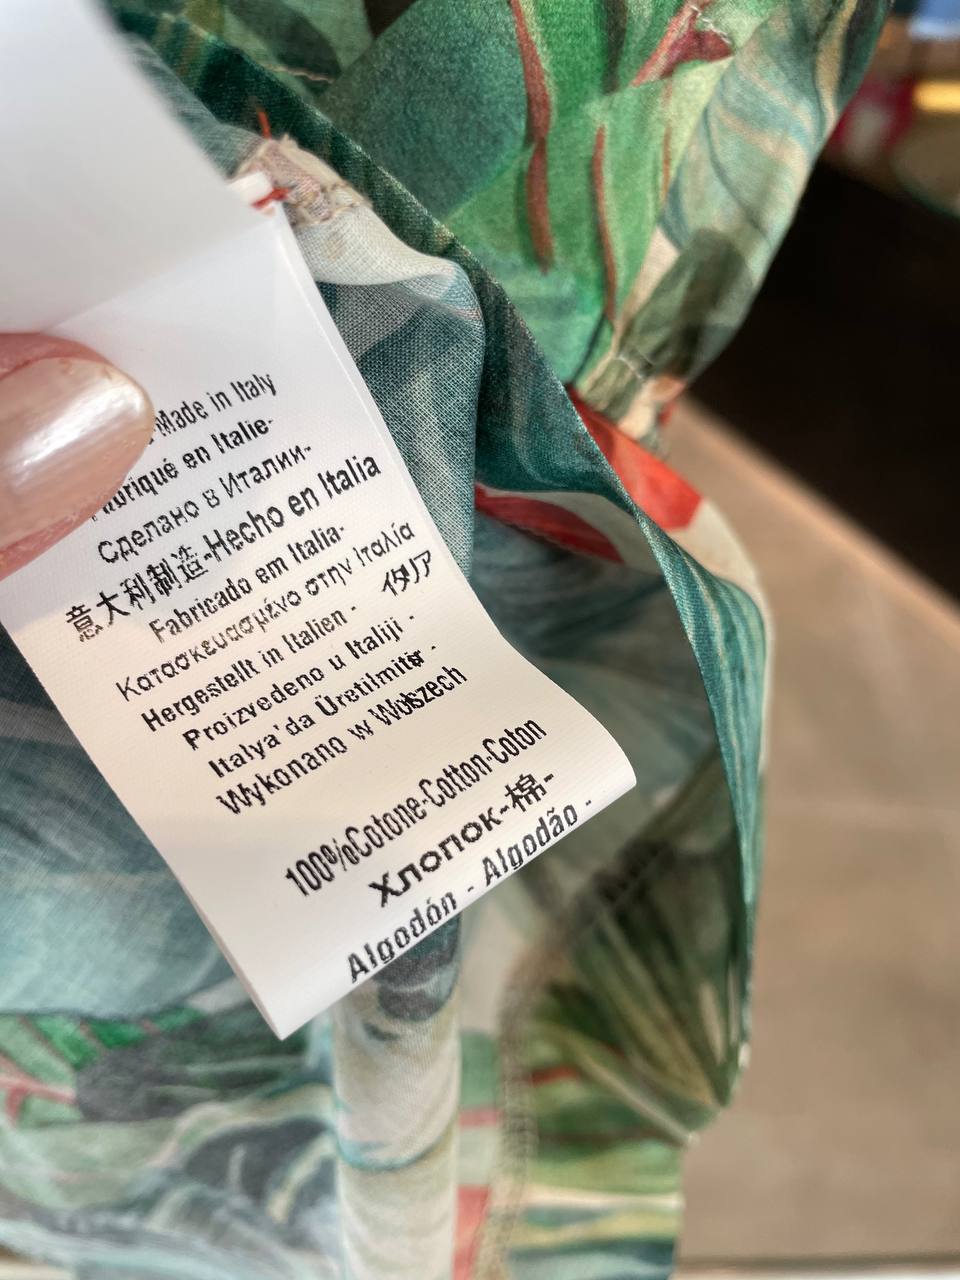 Made in Italy
Fabriqué en Italie-
Сделано в Италии.
意大利制造-Hecho en Italia
Fabricado em Italia-
Κατασκευασμένο στην Ιταλία
Hergestellt in Italien - イタリア
Proizvedeno u Italiji -
Italya'da Üretilmiştir -
Wykonano w Włoszech
100%Cotone-Cotton-Coton
Хлопок-棉-
Algodón - Algodão -